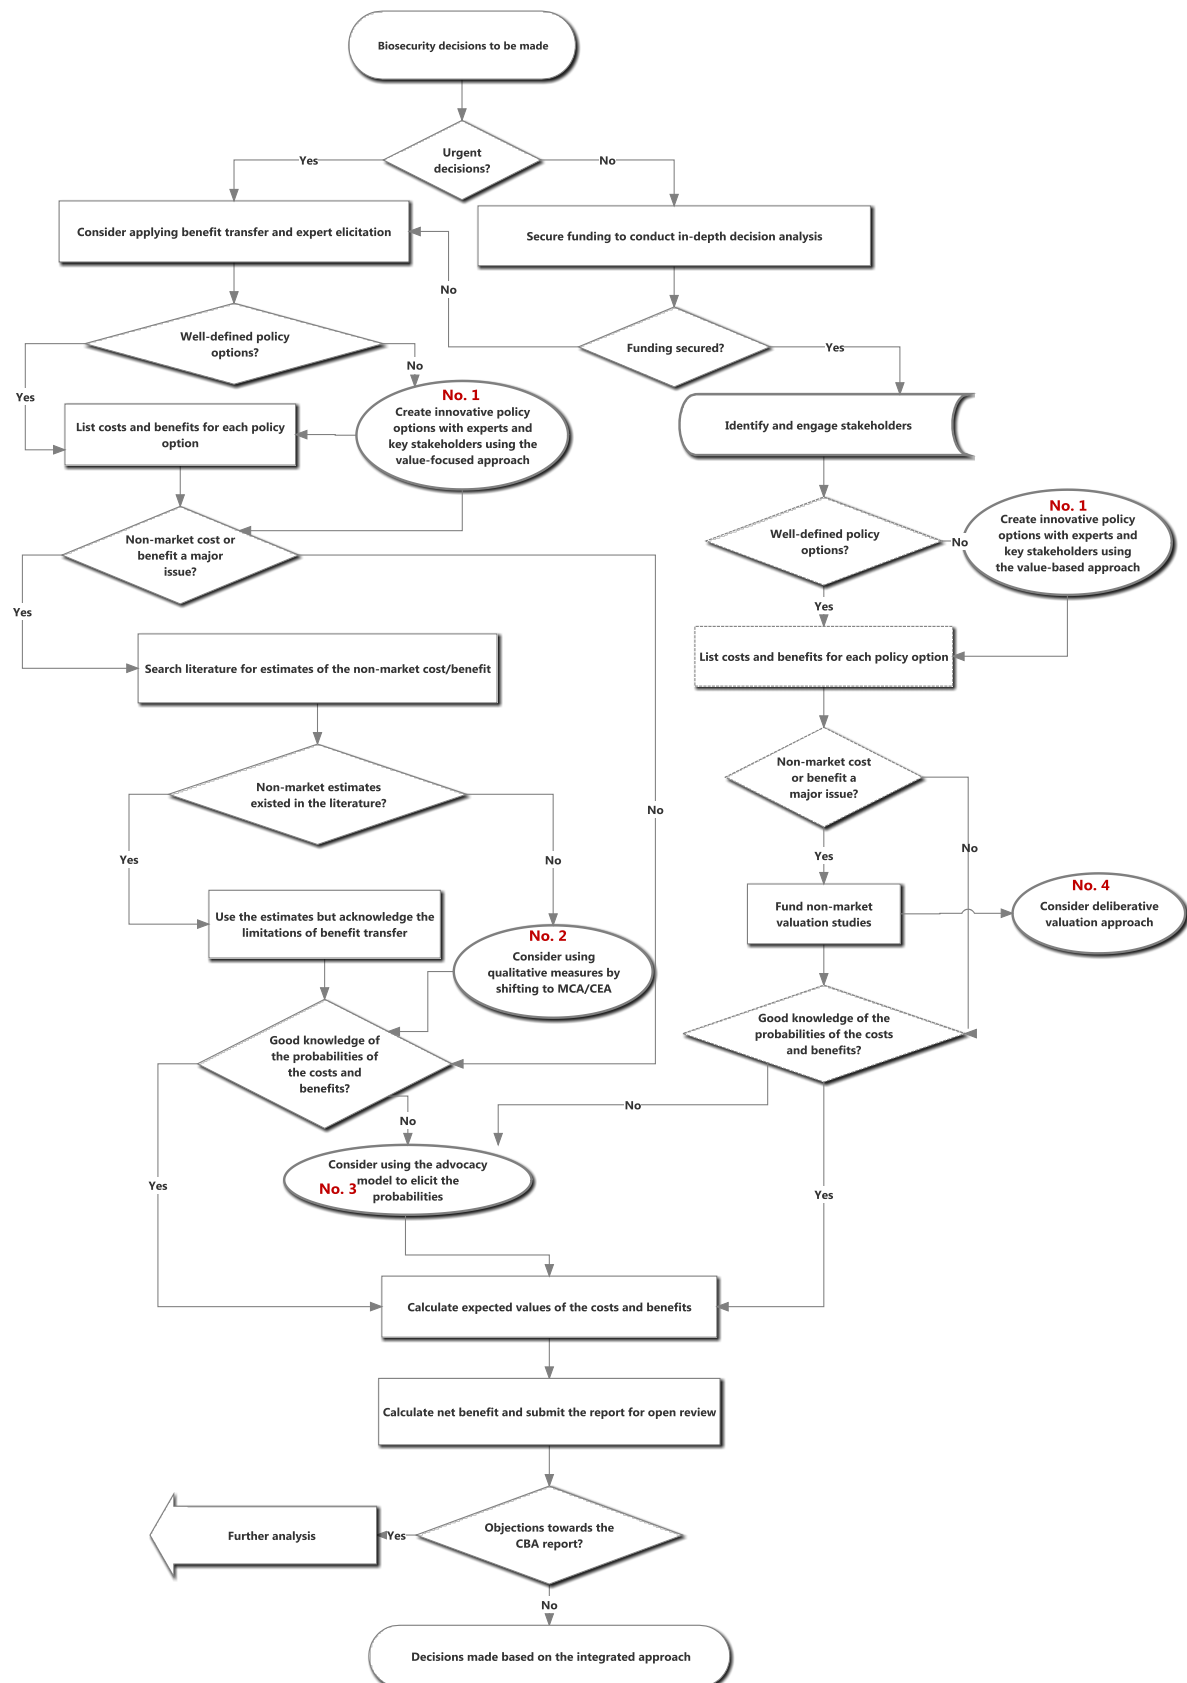 Biosecurity decisions to be made
Urgent
decisions?
Yes
No
Consider applying benefit transfer and expert elicitation
Secure funding to conduct in-depth decision analysis
No
Well-defined policy
options?
Funding secured?
Yes
No
Yes
No. 1
Create innovative policy
options with experts and
key stakeholders using the
value-focused approach
List costs and benefits for each policy
option
Identify and engage stakeholders
Non-market cost or
benefit a major
issue?
Well-defined policy
options?
No
No. 1
Create innovative policy
options with experts and
key stakeholders using
the value-based approach
Yes
Yes
Search literature for estimates of the non-market cost/benefit
List costs and benefits for each policy option
Non-market estimates
existed in the literature?
Non-market cost
or benefit a
major issue?
No
Yes
No
Yes
No
Use the estimates but acknowledge the
limitations of benefit transfer
No. 2
Consider using
qualitative measures by
shifting to MCA/CEA
Fund non-market
valuation studies
No. 4
Consider deliberative
valuation approach
Good knowledge of
the probabilities of
the costs and
benefits?
Good knowledge of the
probabilities of the costs
and benefits?
No
No
Yes
No. 3
Consider using the advocacy
model to elicit the
probabilities
Yes
Calculate expected values of the costs and benefits
Calculate net benefit and submit the report for open review
Objections towards the
CBA report?
Yes
Further analysis
No
Decisions made based on the integrated approach